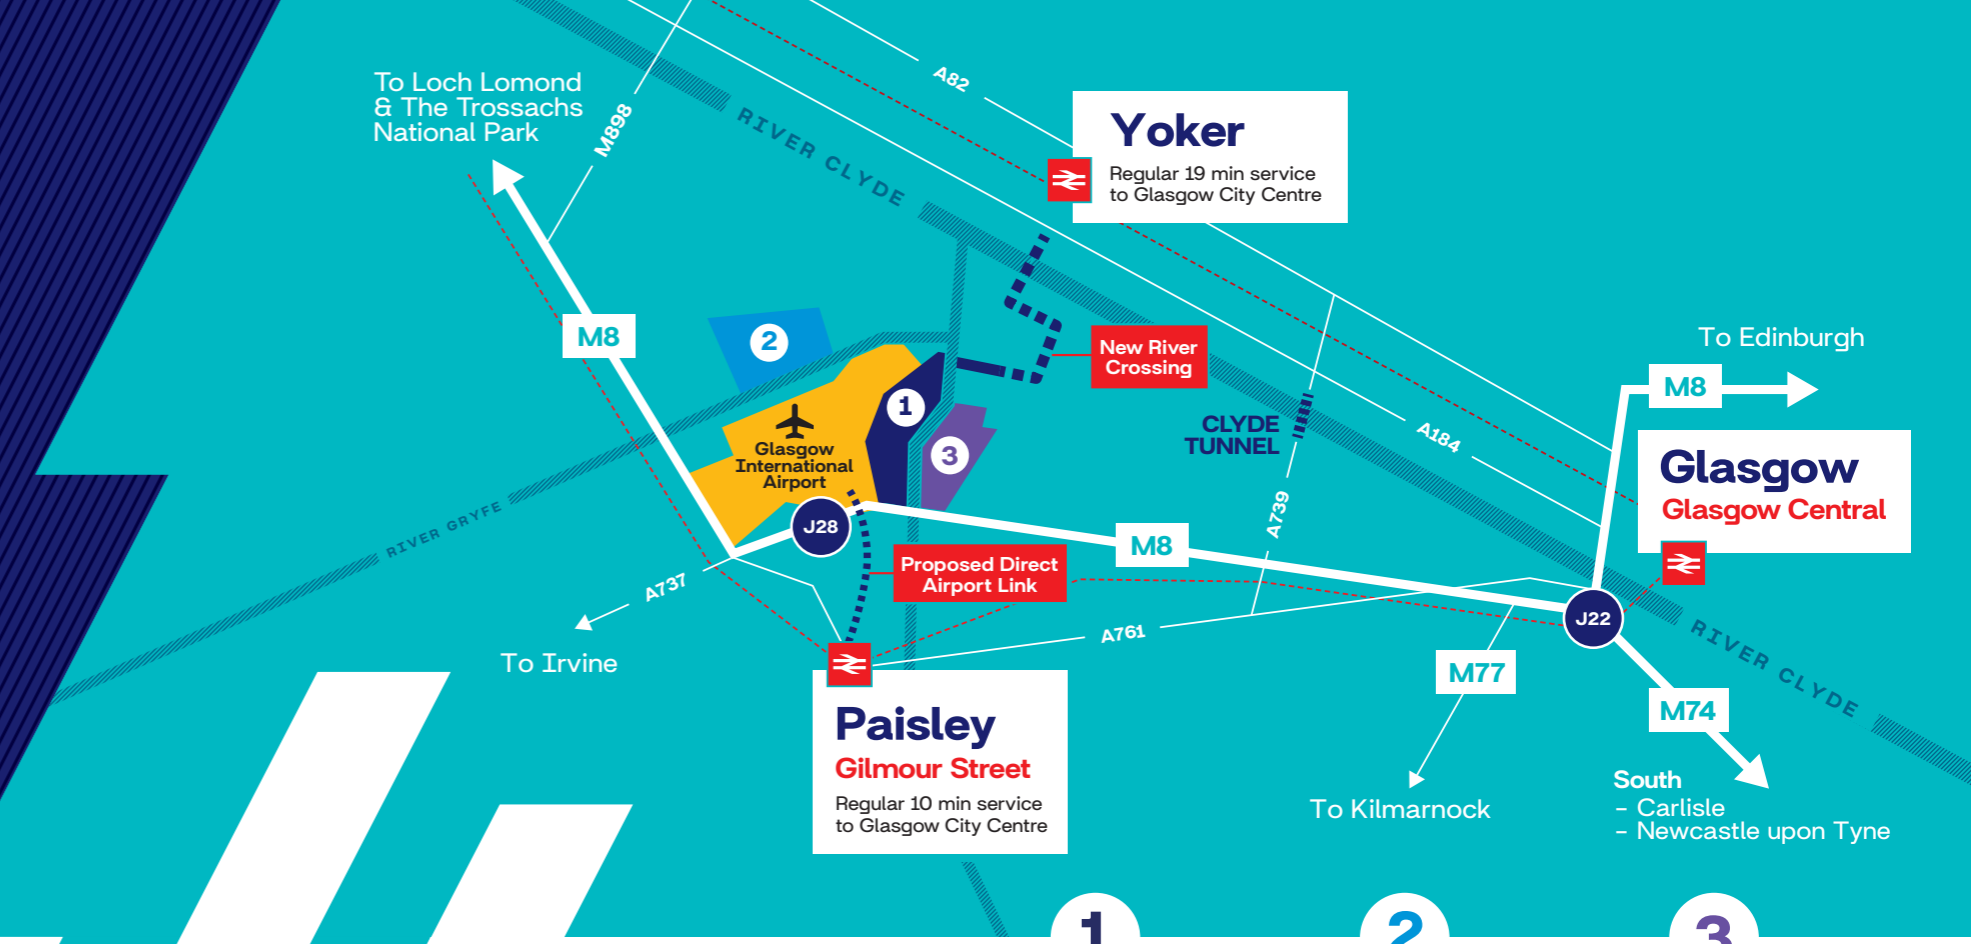 To Loch Lomond
& The Trossachs
National Park
M898
A82
RIVER CLYDE
Yoker
Regular 19 min service
to Glasgow City Centre
M8
2
New River
Crossing
To Edinburgh
M8
1
3
Glasgow
International
Airport
CLYDE
TUNNEL
A184
Glasgow
Glasgow Central
RIVER GRYFE
J28
A739
M8
Proposed Direct
Airport Link
A737
To Irvine
A761
J22
RIVER CLYDE
M77
M74
Paisley
Gilmour Street
Regular 10 min service
to Glasgow City Centre
To Kilmarnock
South
- Carlisle
- Newcastle upon Tyne
1
2
3